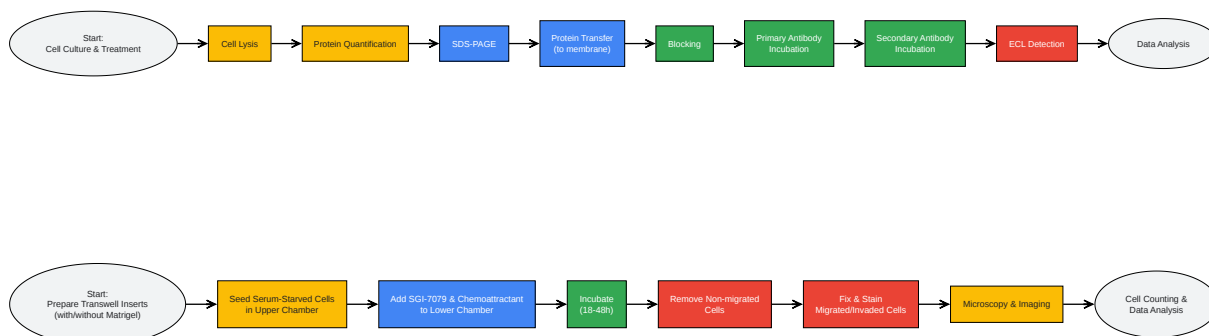 Start:
Cell Culture & Treatment
Cell Lysis
Protein Quantification
SDS-PAGE
Protein Transfer
(to membrane)
Blocking
Primary Antibody
Incubation
Secondary Antibody
Incubation
ECL Detection
Data Analysis
Start:
Prepare Transwell Inserts
(with/without Matrigel)
Seed Serum-Starved Cells
in Upper Chamber
Add SGI-7079 & Chemoattractant
to Lower Chamber
Incubate
(18-48h)
Remove Non-migrated
Cells
Fix & Stain
Migrated/Invaded Cells
Microscopy & Imaging
Cell Counting &
Data Analysis